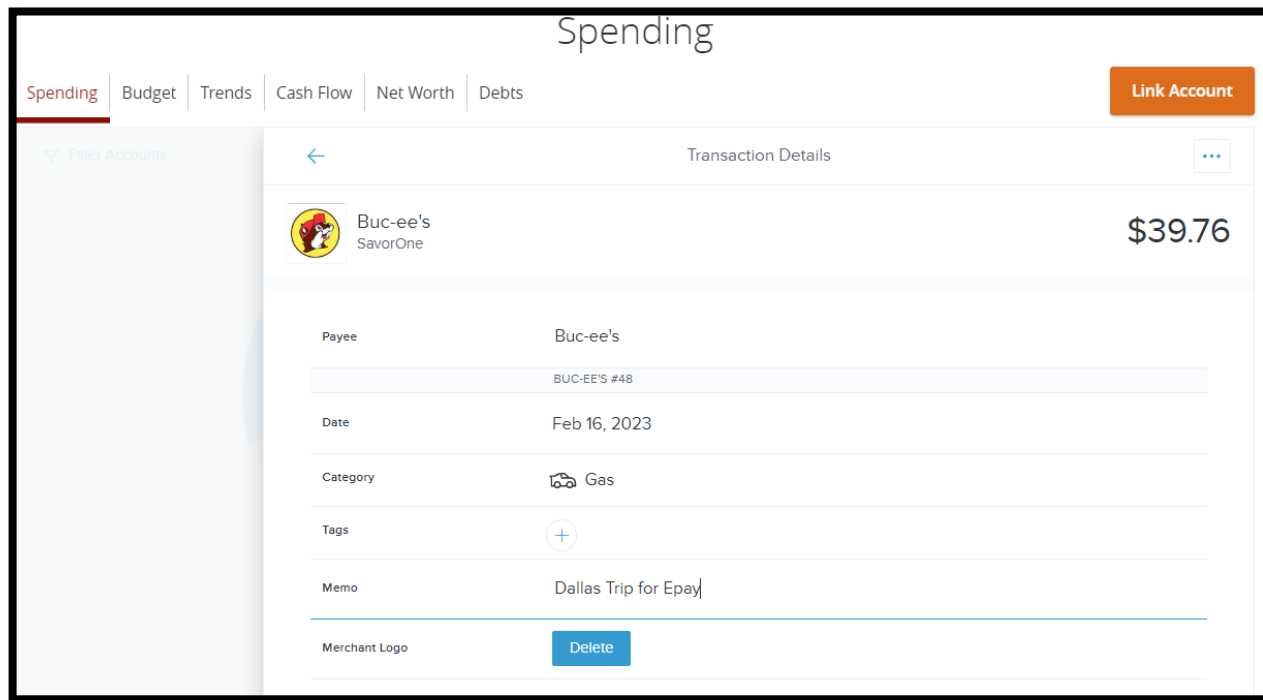 Spending
Spending Budget Trends Cash Flow Net Worth Debts Link Account
Filter Accounts Transaction Details
Buc-ee's
SavorOne
$39.76
Payee Buc-ee's
BUC-EE'S #48
Date Feb 16, 2023
Category Gas
Tags
Memo Dallas Trip for Epay
Merchant Logo Delete